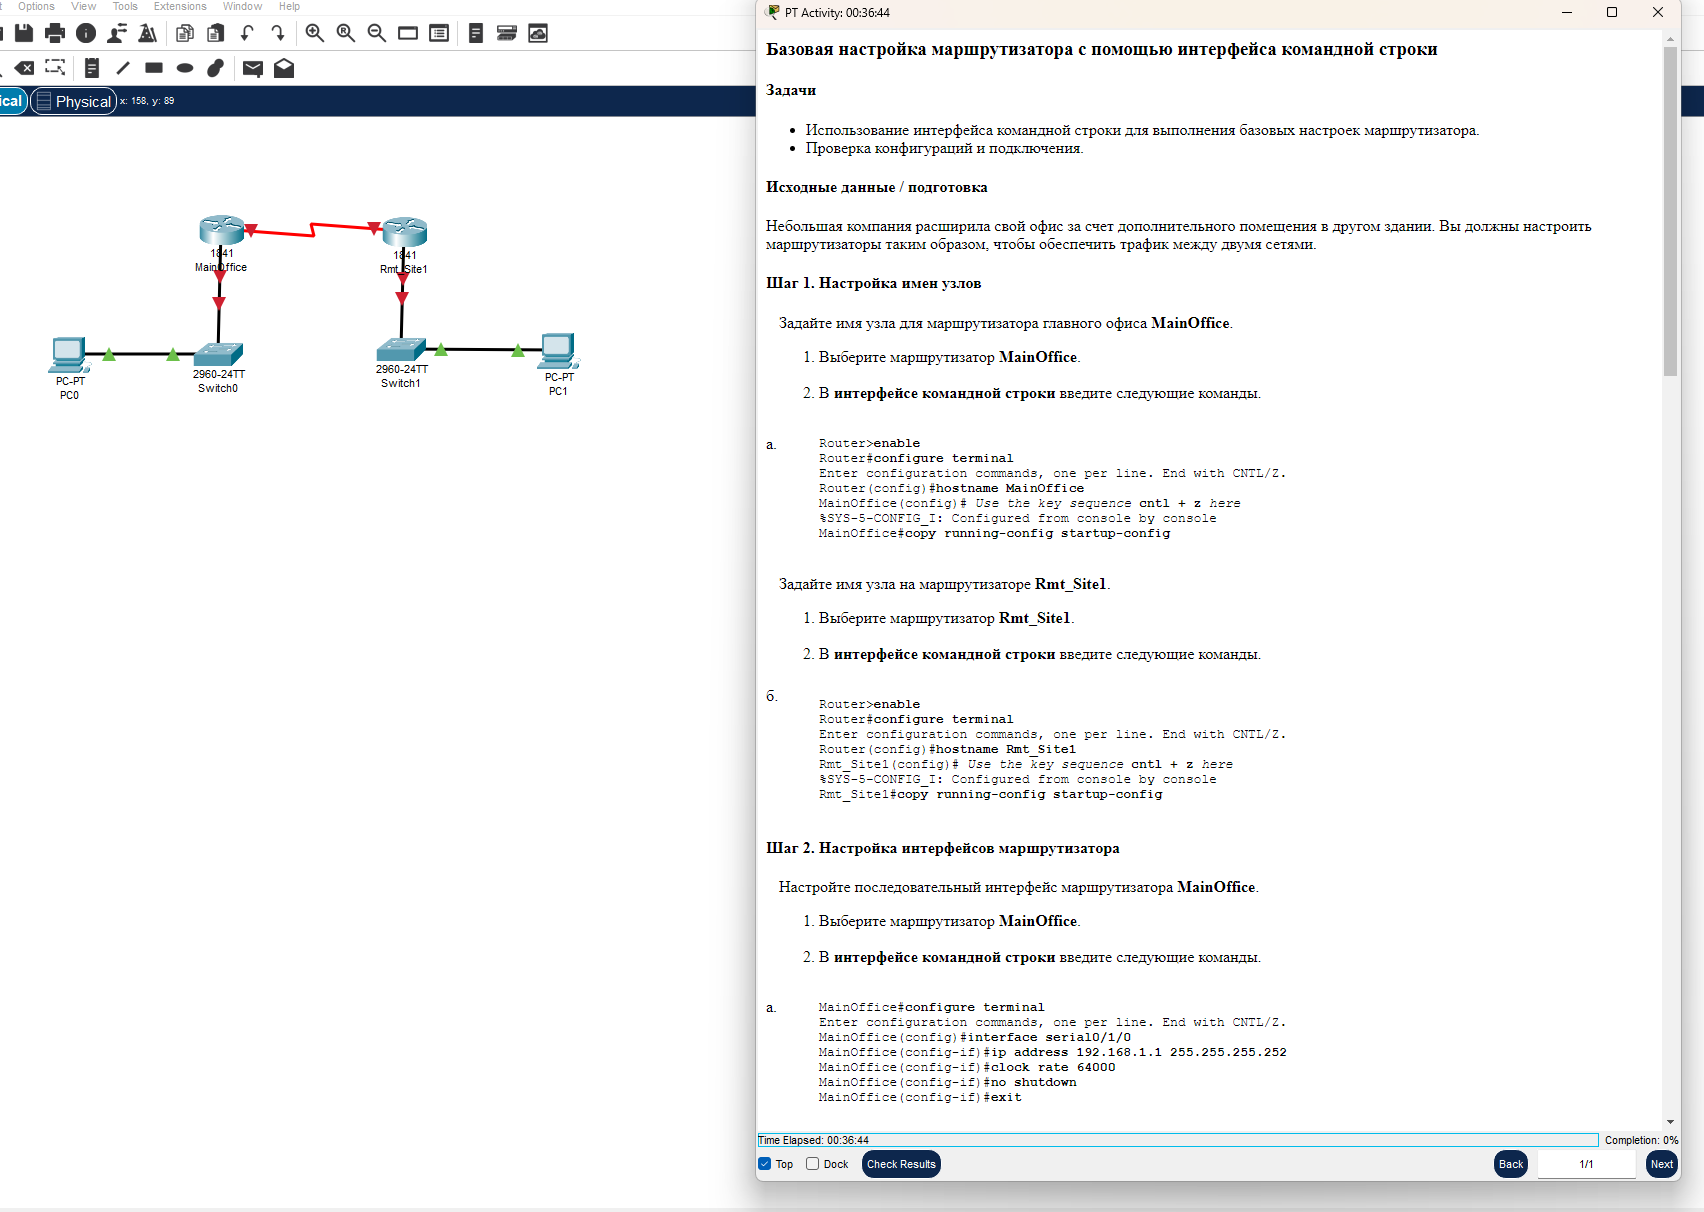 Options View Tools Extensions Window Help
PT Activity: 00:36:44
ical Physical x: 158, y: 89
1841
MainOffice
1841
Rmt_Site1
PC-PT
PC0
2960-24TT
Switch0
2960-24TT
Switch1
PC-PT
PC1
Базовая настройка маршрутизатора с помощью интерфейса командной строки
Задачи
• Использование интерфейса командной строки для выполнения базовых настроек маршрутизатора.
• Проверка конфигураций и подключения.
Исходные данные / подготовка
Небольшая компания расширила свой офис за счет дополнительного помещения в другом здании. Вы должны настроить
маршрутизаторы таким образом, чтобы обеспечить трафик между двумя сетями.
Шаг 1. Настройка имен узлов
Задайте имя узла для маршрутизатора главного офиса MainOffice.
1. Выберите маршрутизатор MainOffice.
2. В интерфейсе командной строки введите следующие команды.
а.
Router>enable
Router#configure terminal
Enter configuration commands, one per line. End with CNTL/Z.
Router(config)#hostname MainOffice
MainOffice(config)# Use the key sequence cntl + z here
%SYS-5-CONFIG_I: Configured from console by console
MainOffice#copy running-config startup-config
Задайте имя узла на маршрутизаторе Rmt_Site1.
1. Выберите маршрутизатор Rmt_Site1.
2. В интерфейсе командной строки введите следующие команды.
б.
Router>enable
Router#configure terminal
Enter configuration commands, one per line. End with CNTL/Z.
Router(config)#hostname Rmt_Site1
Rmt_Site1(config)# Use the key sequence cntl + z here
%SYS-5-CONFIG_I: Configured from console by console
Rmt_Site1#copy running-config startup-config
Шаг 2. Настройка интерфейсов маршрутизатора
Настройте последовательный интерфейс маршрутизатора MainOffice.
1. Выберите маршрутизатор MainOffice.
2. В интерфейсе командной строки введите следующие команды.
а.
MainOffice#configure terminal
Enter configuration commands, one per line. End with CNTL/Z.
MainOffice(config)#interface serial0/1/0
MainOffice(config-if)#ip address 192.168.1.1 255.255.255.252
MainOffice(config-if)#clock rate 64000
MainOffice(config-if)#no shutdown
MainOffice(config-if)#exit
Time Elapsed: 00:36:44 Completion: 0%
Top Dock Check Results Back 1/1 Next